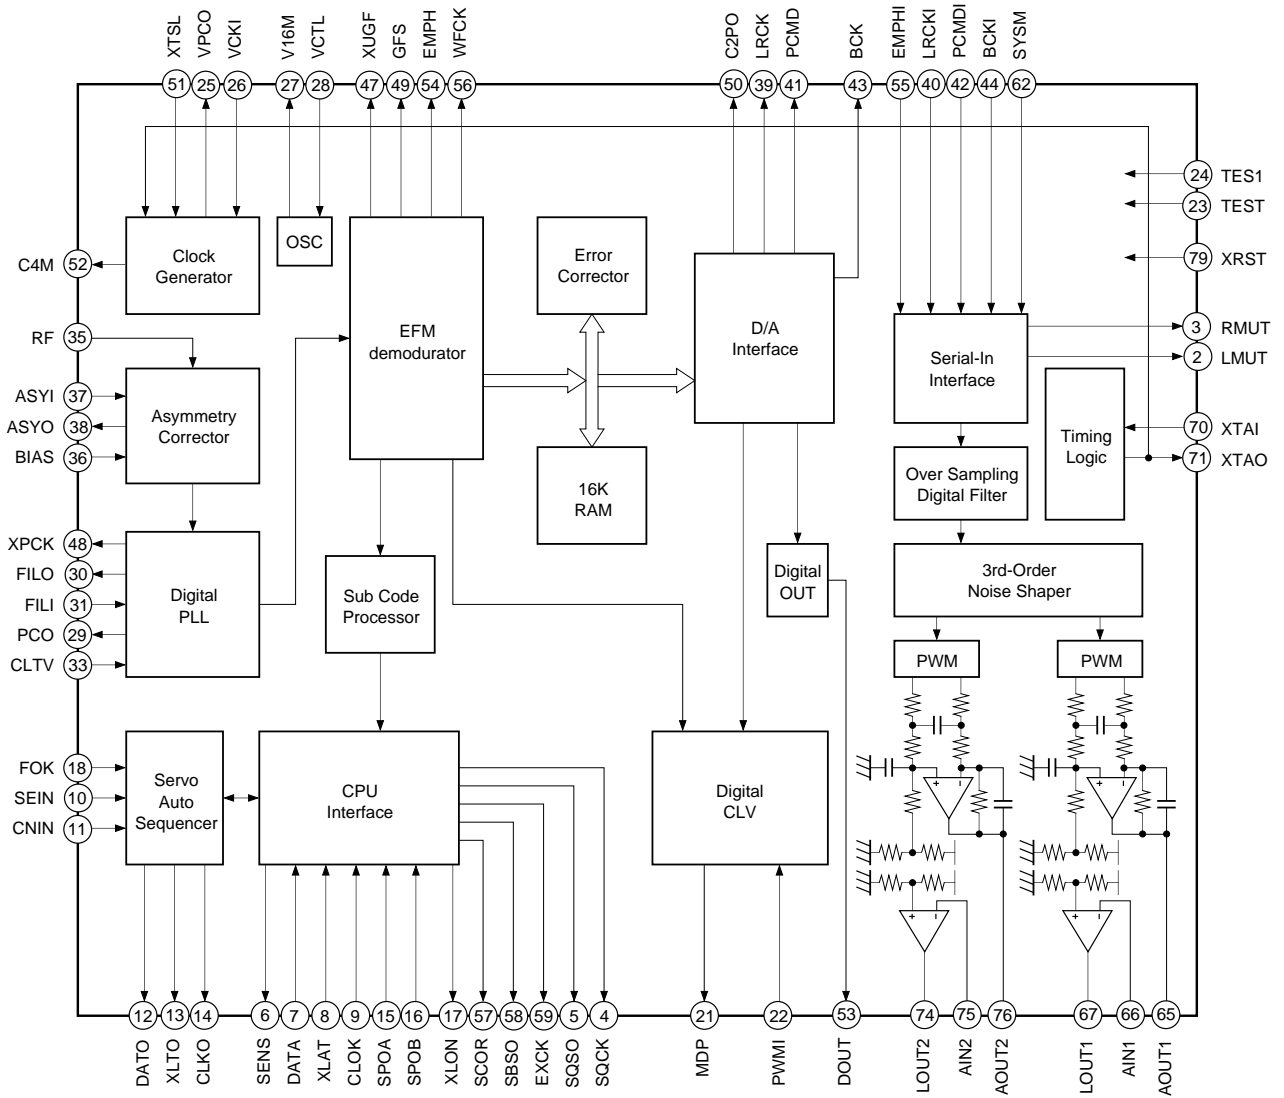 XTSL
VPCO
VCKI
V16M
VCTL
XUGF
GFS
EMPH
WFCK
C2PO
LRCK
PCMD
BCK
EMPHI
LRCKI
PCMDI
BCKI
SYSM
51
25
26
27
28
47
49
54
56
50
39
41
43
55
40
42
44
62
24 TES1
23 TEST
79 XRST
3 RMUT
2 LMUT
70 XTAI
71 XTAO
C4M 52
RF 35
ASYI 37
ASYO 38
BIAS 36
XPCK 48
FILO 30
FILI 31
PCO 29
CLTV 33
FOK 18
SEIN 10
CNIN 11
Clock
Generator
OSC
EFM
demodurator
Error
Corrector
D/A
Interface
Serial-In
Interface
Timing
Logic
Asymmetry
Corrector
16K
RAM
Over Sampling
Digital Filter
Digital
PLL
Sub Code
Processor
Digital
OUT
3rd-Order
Noise Shaper
PWM
PWM
Servo
Auto
Sequencer
CPU
Interface
Digital
CLV
+ −
+ −
+ −
+ −
12
13
14
6
7
8
9
15
16
17
57
58
59
5
4
21
22
53
74
75
76
67
66
65
DATO
XLTO
CLKO
SENS
DATA
XLAT
CLOK
SPOA
SPOB
XLON
SCOR
SBSO
EXCK
SQSO
SQCK
MDP
PWMI
DOUT
LOUT2
AIN2
AOUT2
LOUT1
AIN1
AOUT1